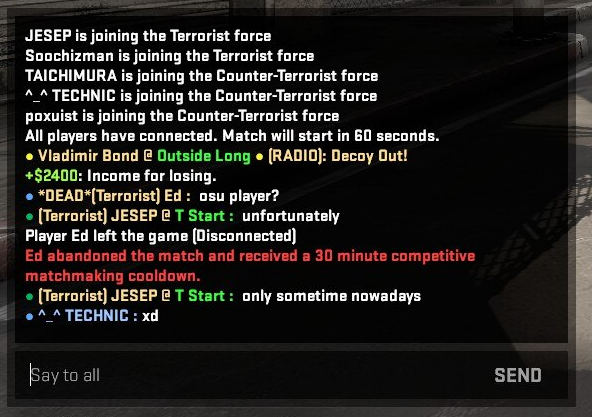 JESEP is joining the Terrorist force
Soochizman is joining the Terrorist force
TAICHIMURA is joining the Counter-Terrorist force
^_^ TECHNIC is joining the Counter-Terrorist force
poxuist is joining the Counter-Terrorist force
All players have connected. Match will start in 60 seconds.
● Vladimir Bond @ Outside Long ● (RADIO): Decoy Out!
+$2400: Income for losing.
● *DEAD*(Terrorist) Ed : osu player?
● (Terrorist) JESEP @ T Start : unfortunately
Player Ed left the game (Disconnected)
Ed abandoned the match and received a 30 minute competitive
matchmaking cooldown.
● (Terrorist) JESEP @ T Start : only sometime nowadays
● ^_^ TECHNIC : xd
Say to all
SEND